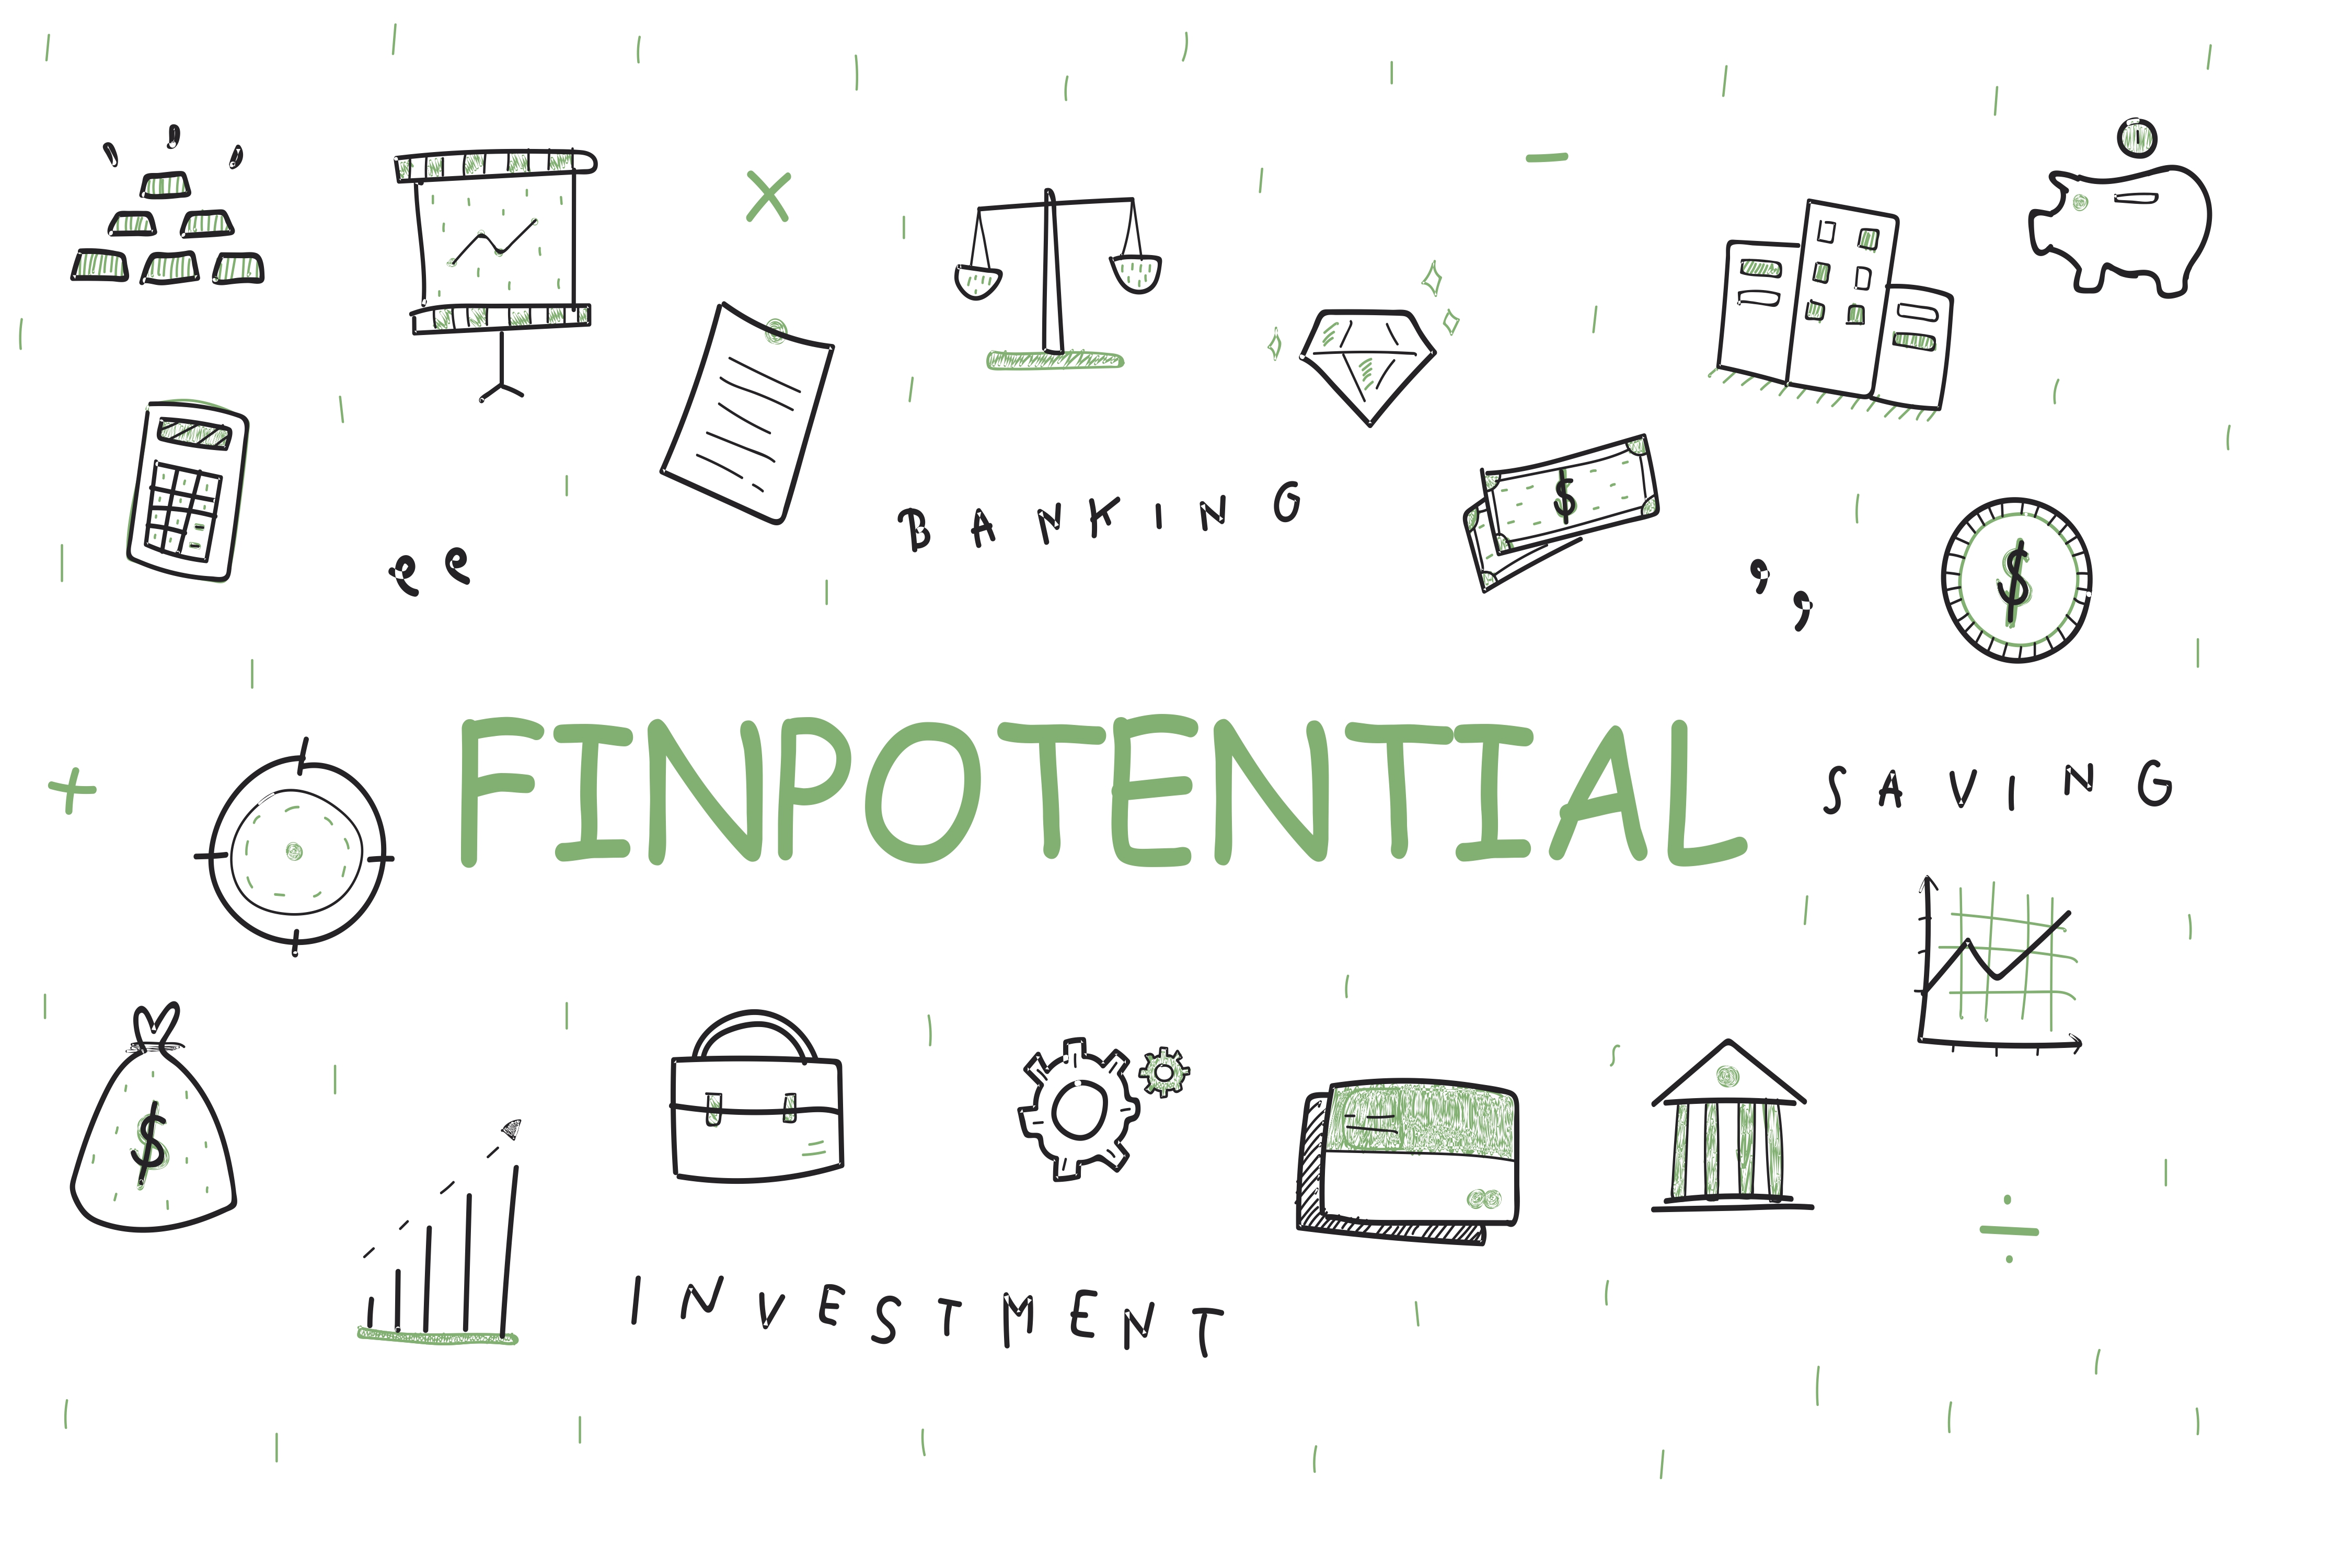 BANKING
$
$
FINPOTENTIAL
SAVING
$
INVESTMENT